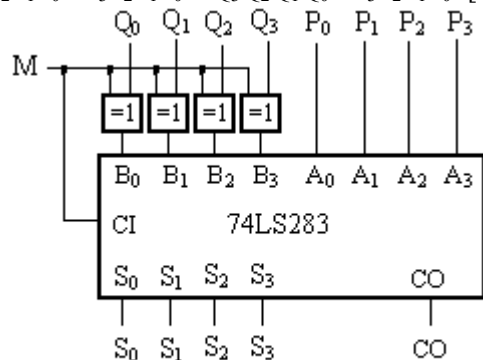 Q₀ Q₁ Q₂ Q₃ P₀ P₁ P₂ P₃
M
=1 =1 =1 =1
B₀ B₁ B₂ B₃ A₀ A₁ A₂ A₃
CI 74LS283
S₀ S₁ S₂ S₃ CO
S₀ S₁ S₂ S₃ CO